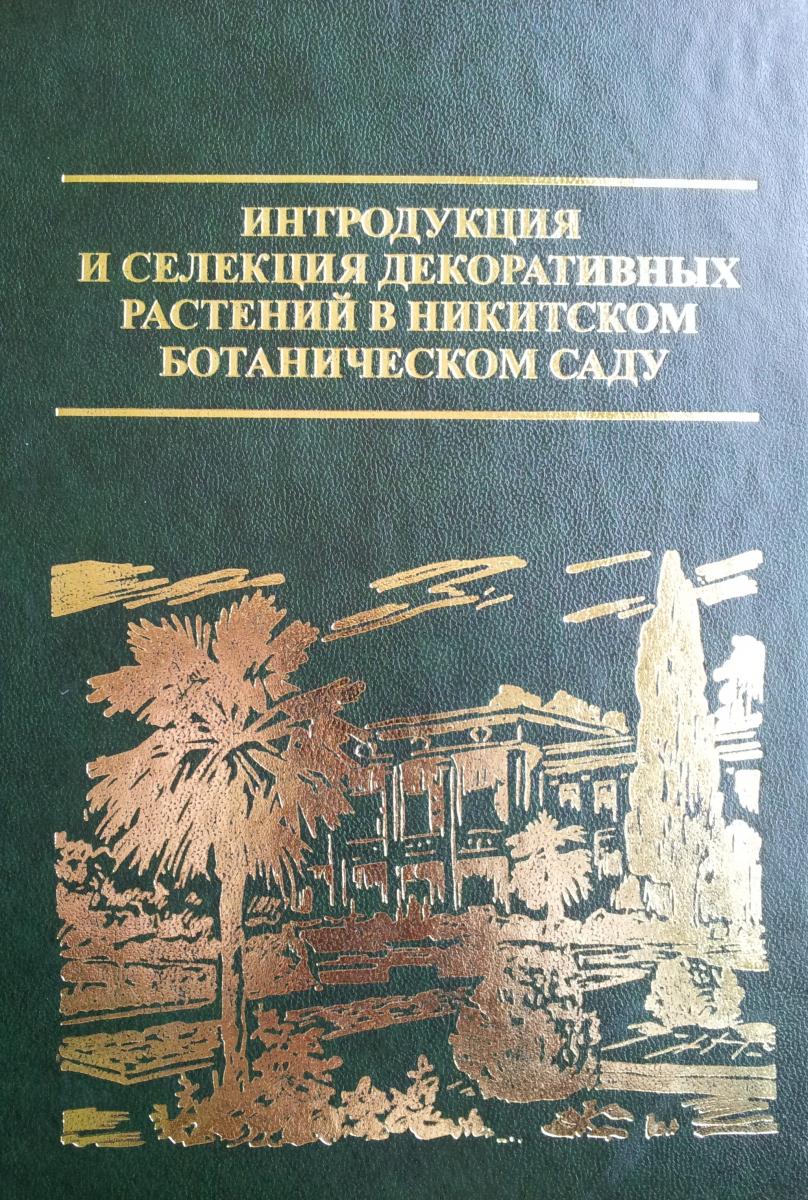 ИНТРОДУКЦИЯ
И СЕЛЕКЦИЯ ДЕКОРАТИВНЫХ
РАСТЕНИЙ В НИКИТСКОМ
БОТАНИЧЕСКОМ САДУ